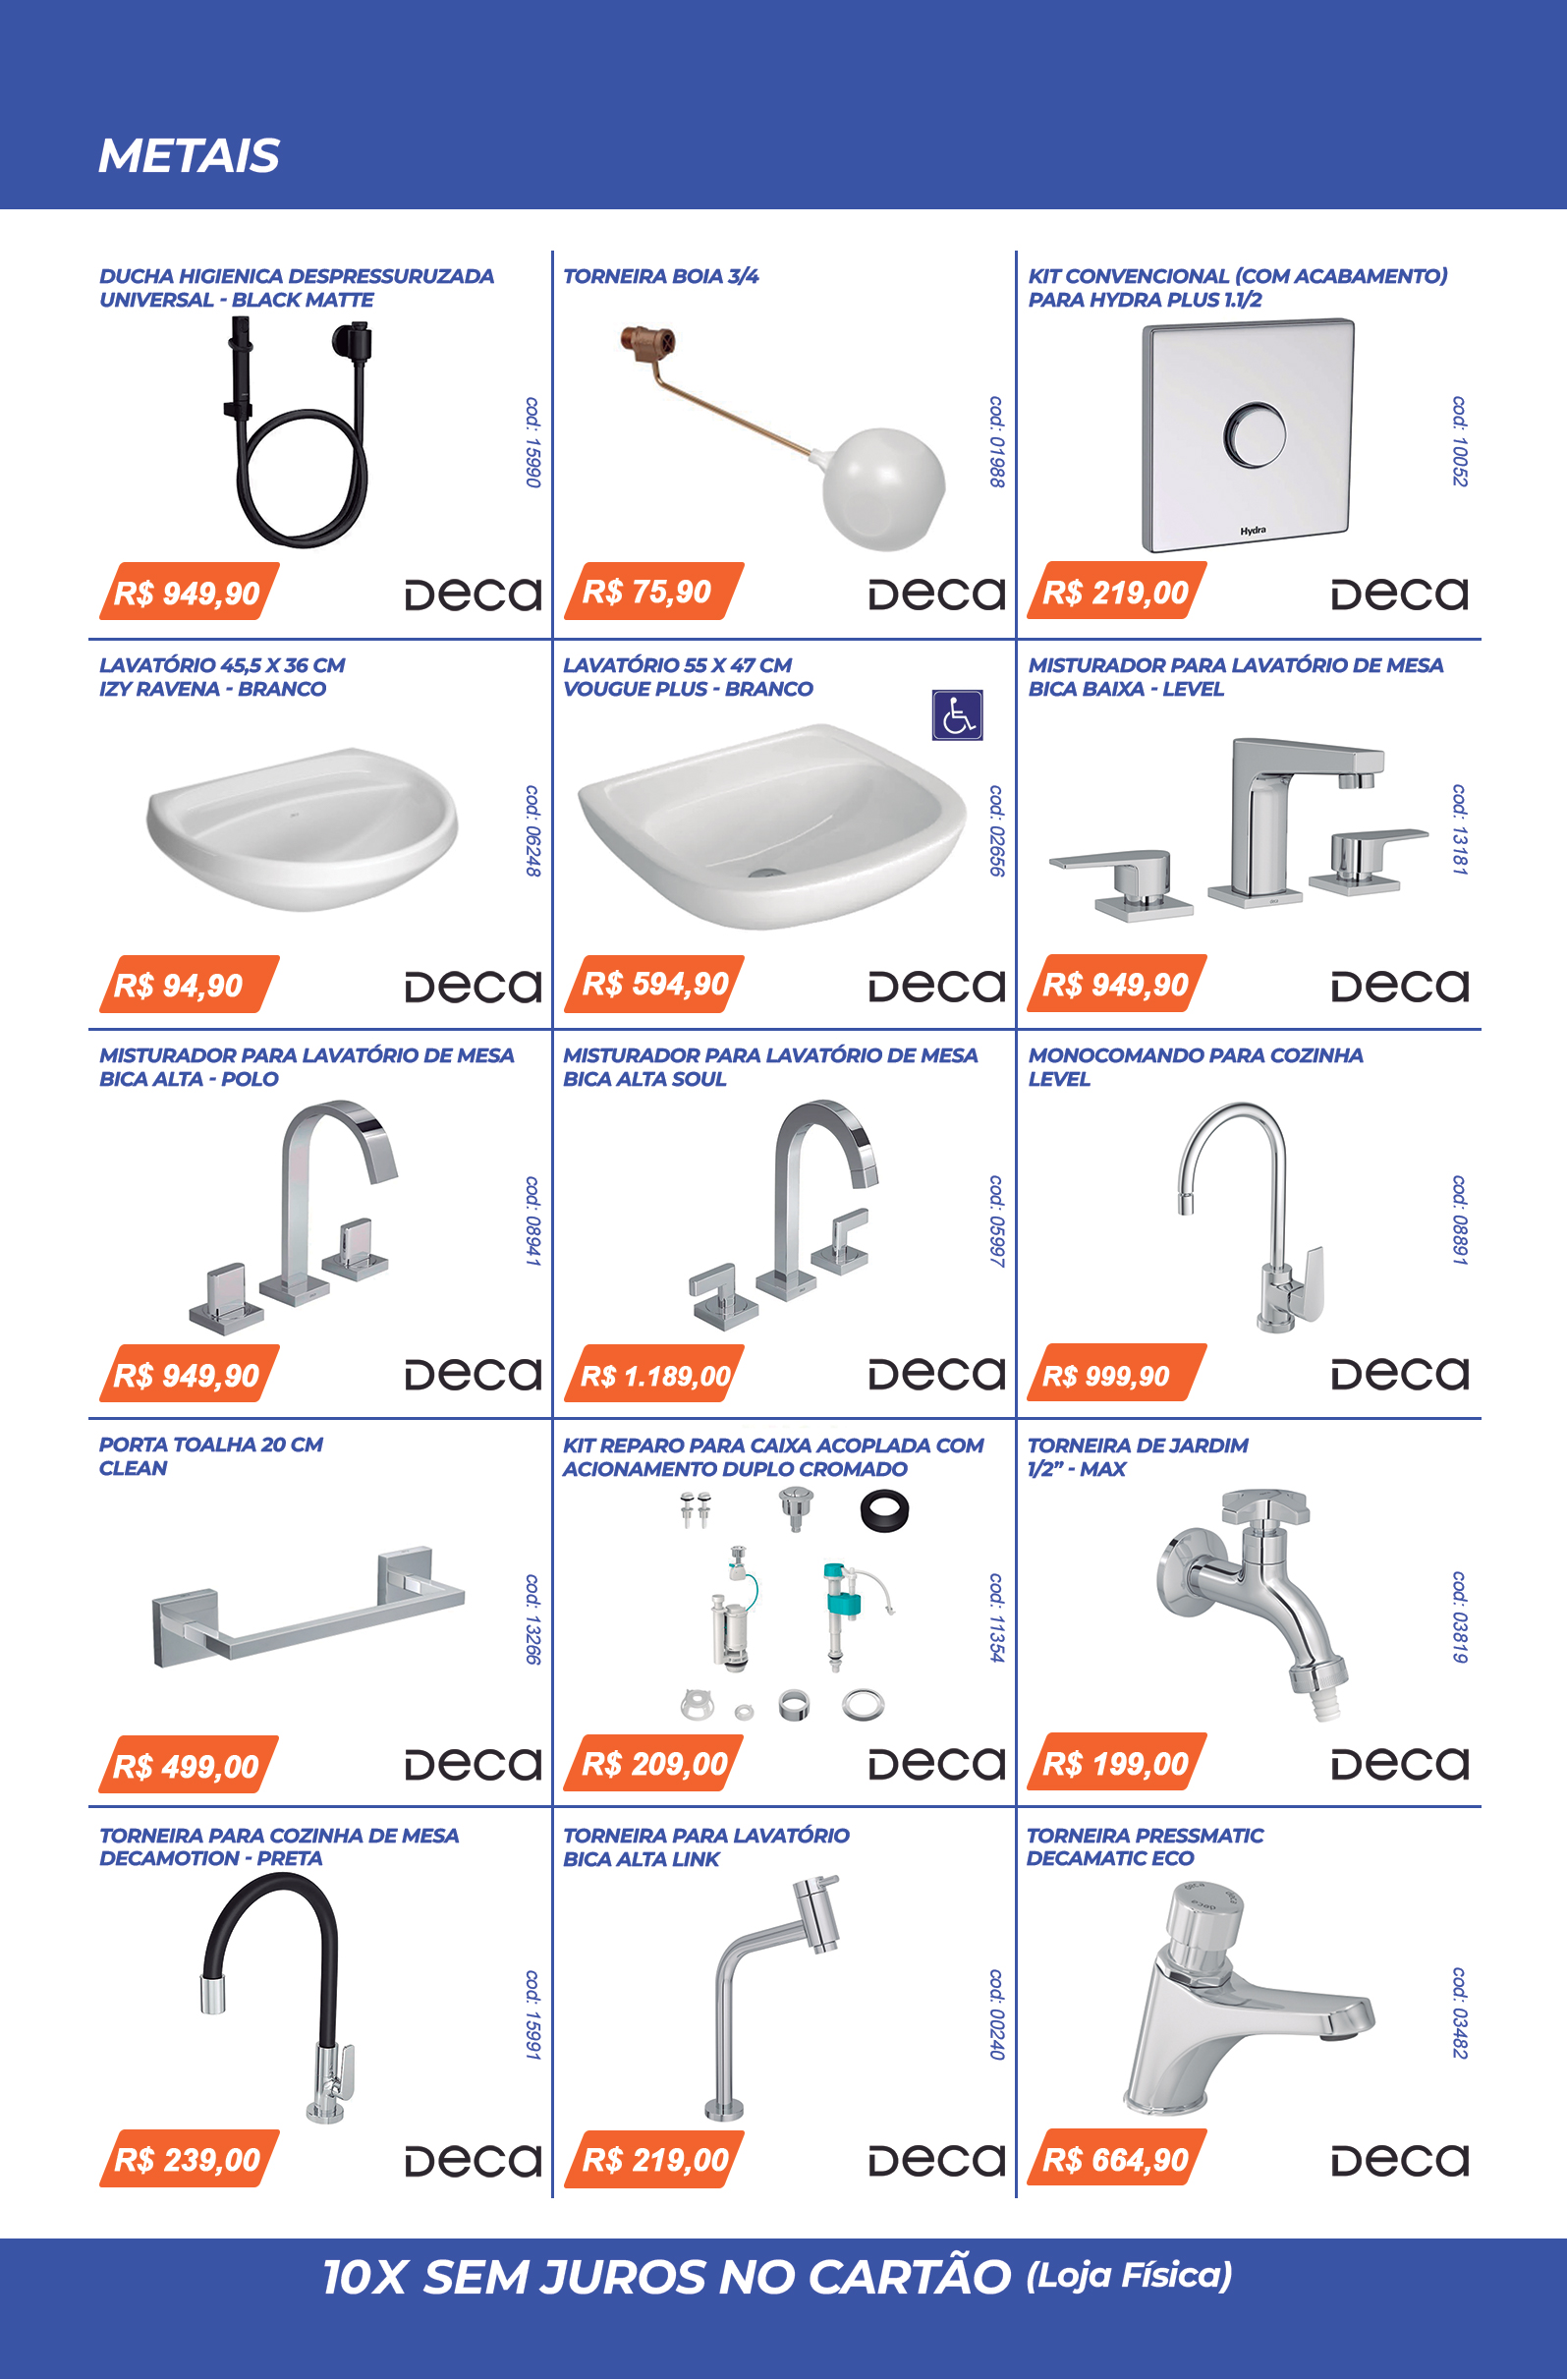 METAIS
DUCHA HIGIENICA DESPRESSURUZADA
UNIVERSAL - BLACK MATTE
cod: 15990
R$ 949,90
Deca
TORNEIRA BOIA 3/4
cod: 01988
R$ 75,90
Deca
KIT CONVENCIONAL (COM ACABAMENTO)
PARA HYDRA PLUS 1.1/2
Hydra
cod: 10052
R$ 219,00
Deca
LAVATÓRIO 45,5 X 36 CM
IZY RAVENA - BRANCO
cod: 06248
R$ 94,90
Deca
LAVATÓRIO 55 X 47 CM
VOUGUE PLUS - BRANCO
cod: 02656
R$ 594,90
Deca
MISTURADOR PARA LAVATÓRIO DE MESA
BICA BAIXA - LEVEL
cod: 13181
R$ 949,90
Deca
MISTURADOR PARA LAVATÓRIO DE MESA
BICA ALTA - POLO
cod: 08941
R$ 949,90
Deca
MISTURADOR PARA LAVATÓRIO DE MESA
BICA ALTA SOUL
cod: 05997
R$ 1.189,00
Deca
MONOCOMANDO PARA COZINHA
LEVEL
cod: 08891
R$ 999,90
Deca
PORTA TOALHA 20 CM
CLEAN
cod: 13266
R$ 499,00
Deca
KIT REPARO PARA CAIXA ACOPLADA COM
ACIONAMENTO DUPLO CROMADO
cod: 11354
R$ 209,00
Deca
TORNEIRA DE JARDIM
1/2” - MAX
cod: 03819
R$ 199,00
Deca
TORNEIRA PARA COZINHA DE MESA
DECAMOTION - PRETA
cod: 15991
R$ 239,00
Deca
TORNEIRA PARA LAVATÓRIO
BICA ALTA LINK
cod: 00240
R$ 219,00
Deca
TORNEIRA PRESSMATIC
DECAMATIC ECO
deca
deca
deca
cod: 03482
R$ 664,90
Deca
10X SEM JUROS NO CARTÃO (Loja Física)